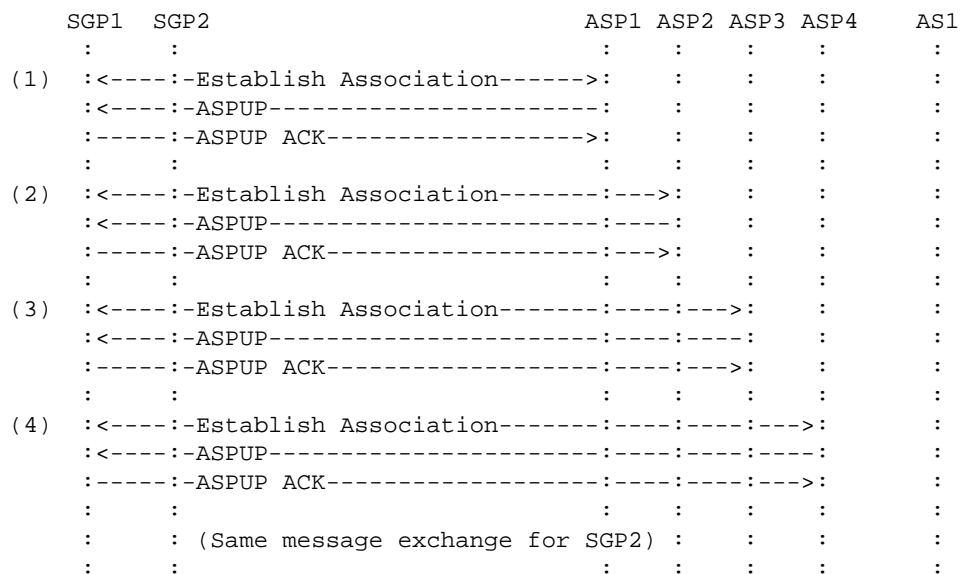 SGP1  SGP2                         ASP1 ASP2 ASP3 ASP4    AS1
      :     :                             :    :    :    :       :
 (1)  :<----:-Establish Association------>:    :    :    :       :
      :<----:-ASPUP-----------------------:    :    :    :       :
      :-----:-ASPUP ACK------------------>:    :    :    :       :
      :     :                             :    :    :    :       :
 (2)  :<----:-Establish Association-------:--->:    :    :       :
      :<----:-ASPUP-----------------------:----:    :    :       :
      :-----:-ASPUP ACK-------------------:--->:    :    :       :
      :     :                             :    :    :    :       :
 (3)  :<----:-Establish Association-------:----:--->:    :       :
      :<----:-ASPUP-----------------------:----:----:    :       :
      :-----:-ASPUP ACK-------------------:----:--->:    :       :
      :     :                             :    :    :    :       :
 (4)  :<----:-Establish Association-------:----:----:--->:       :
      :<----:-ASPUP-----------------------:----:----:----:       :
      :-----:-ASPUP ACK-------------------:----:----:--->:       :
      :     :                             :    :    :    :       :
      :     : (Same message exchange for SGP2) :    :    :       :
      :     :                             :    :    :    :       :